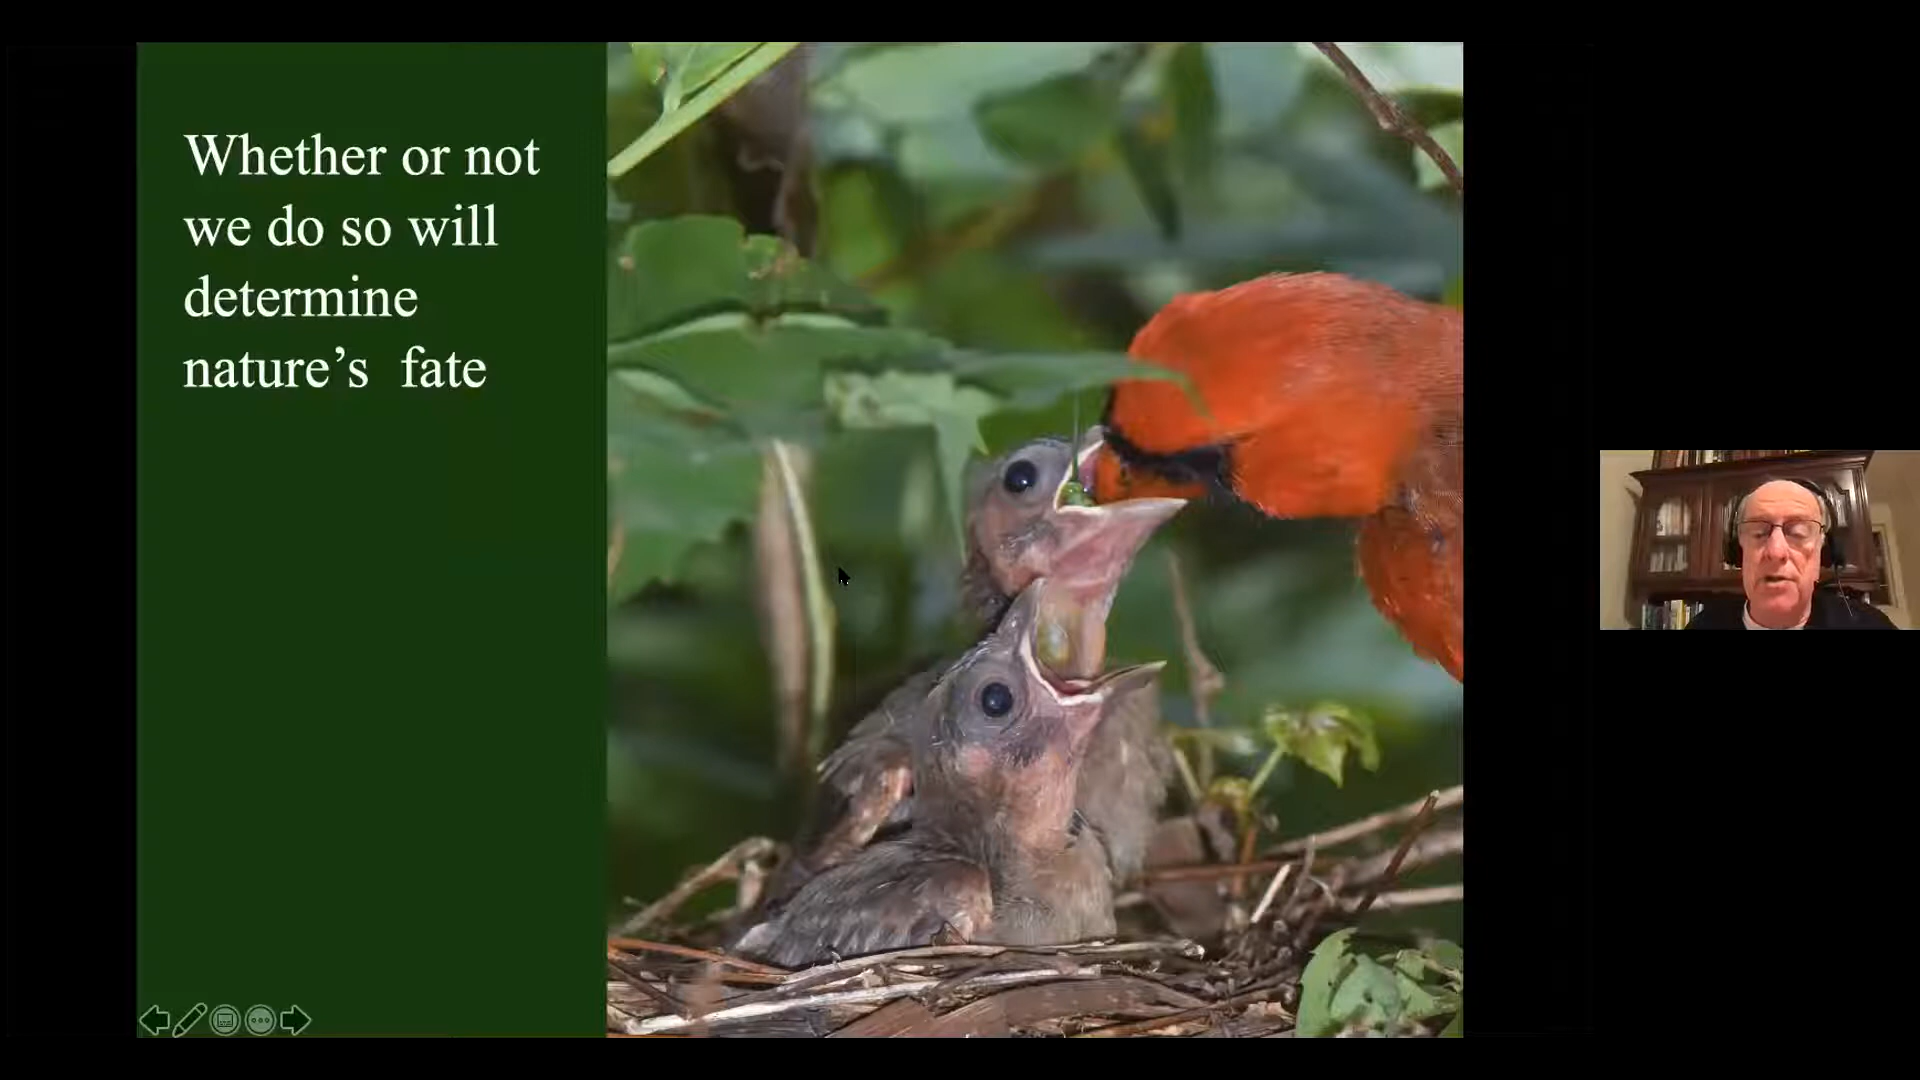 Whether or not
we do so will
determine
nature’s  fate